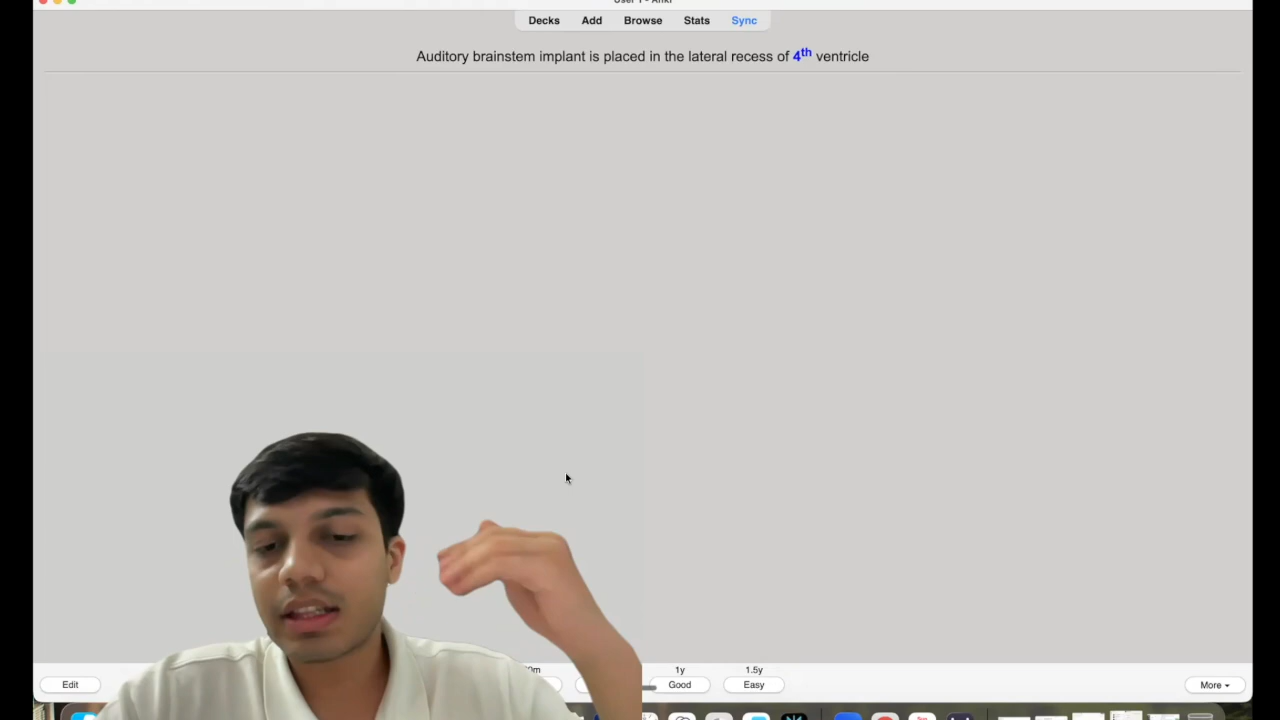 Decks Add Browse Stats Sync
Auditory brainstem implant is placed in the lateral recess of 4th ventricle
1y 1.5y
Edit Good Easy More